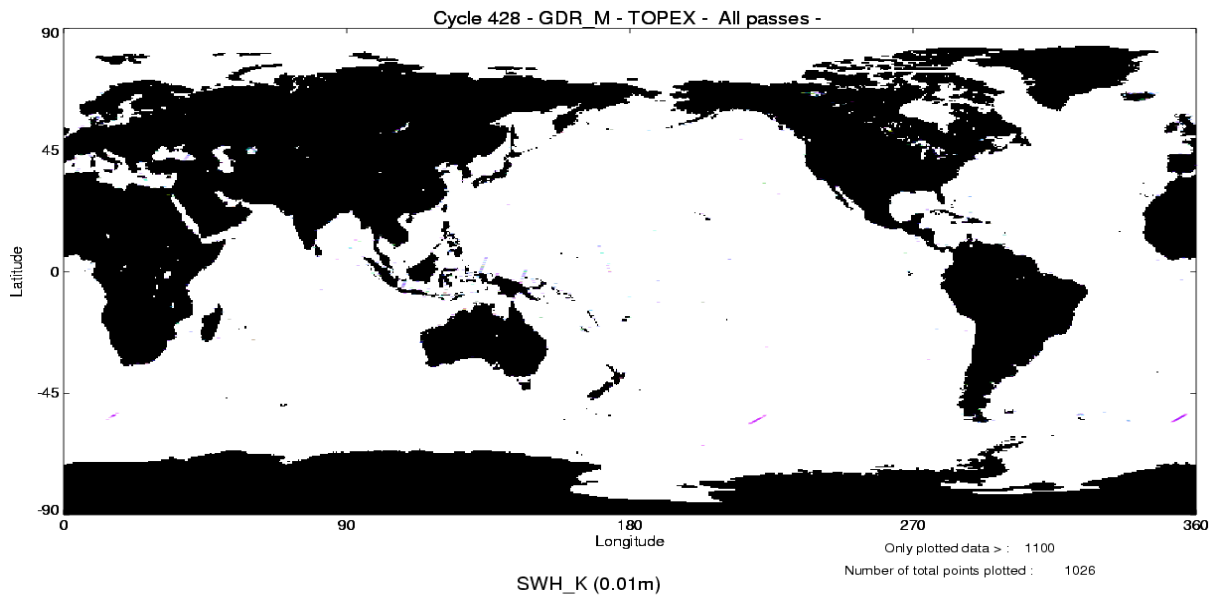 Cycle 428 - GDR_M - TOPEX - All passes -
90
45
0
-45
-90
Latitude
0 90 180 270 360
Longitude
Only plotted data > : 1100
Number of total points plotted : 1026
SWH_K (0.01m)